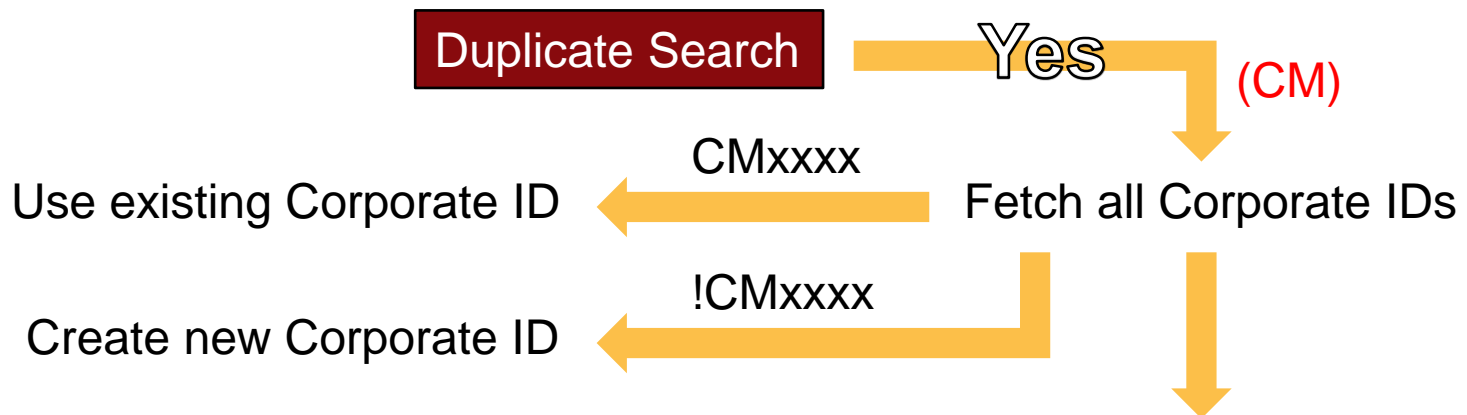 Duplicate Search
Yes
(CM)
CMxxxx
Use existing Corporate ID
Fetch all Corporate IDs
!CMxxxx
Create new Corporate ID